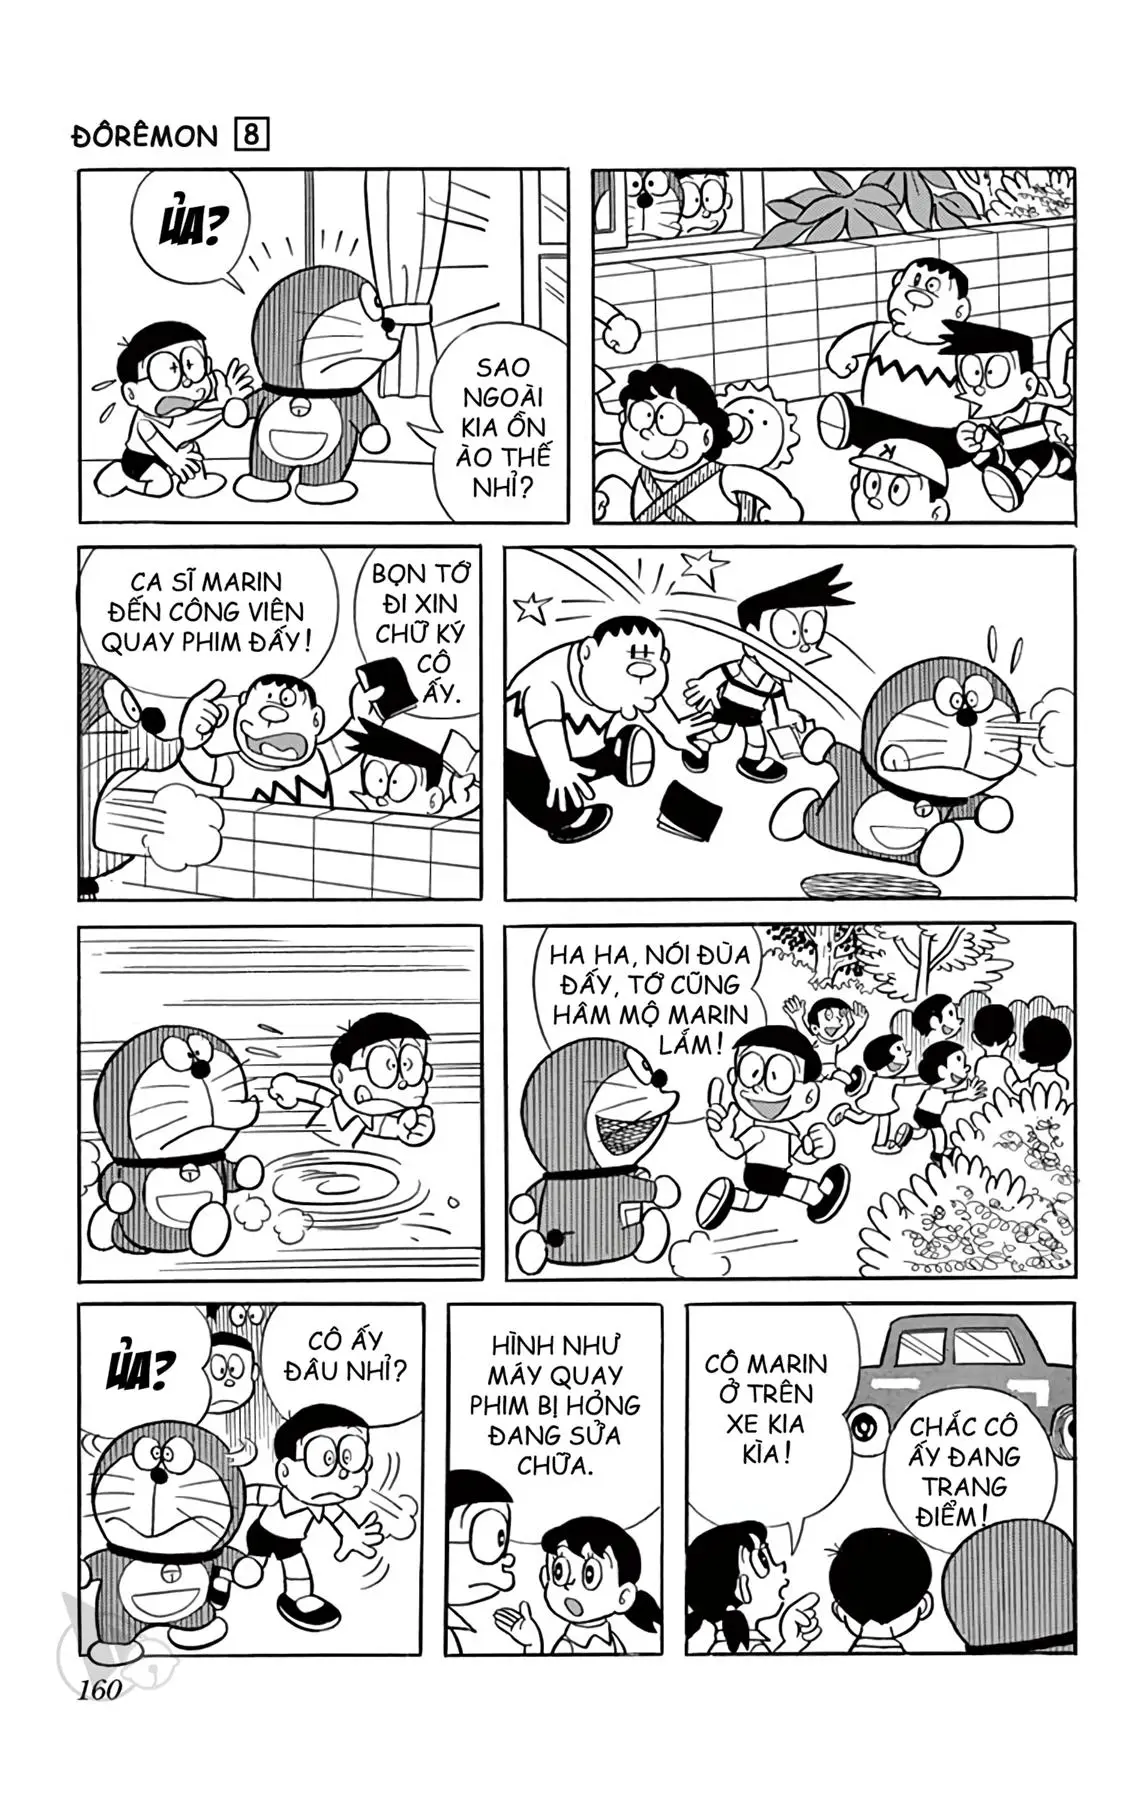 ĐÔRÊMON 8
ỦA?
SAO
NGOÀI
KIA ỒN
ÀO THẾ
NHỈ?
K
CA SĨ MARIN
ĐẾN CÔNG VIÊN
QUAY PHIM ĐẤY!
BỌN TỚ
ĐI XIN
CHỮ KÝ
CÔ
ẤY.
HA HA, NÓI ĐÙA
ĐẤY, TỚ CŨNG
HÂM MỘ MARIN
LẮM!
ỦA?
CÔ ẤY
ĐÂU NHỈ?
HÌNH NHƯ
MÁY QUAY
PHIM BỊ HỎNG
ĐANG SỬA
CHỮA.
CÔ MARIN
Ở TRÊN
XE KIA
KÌA!
CHẮC CÔ
ẤY ĐANG
TRANG
ĐIỂM!
160